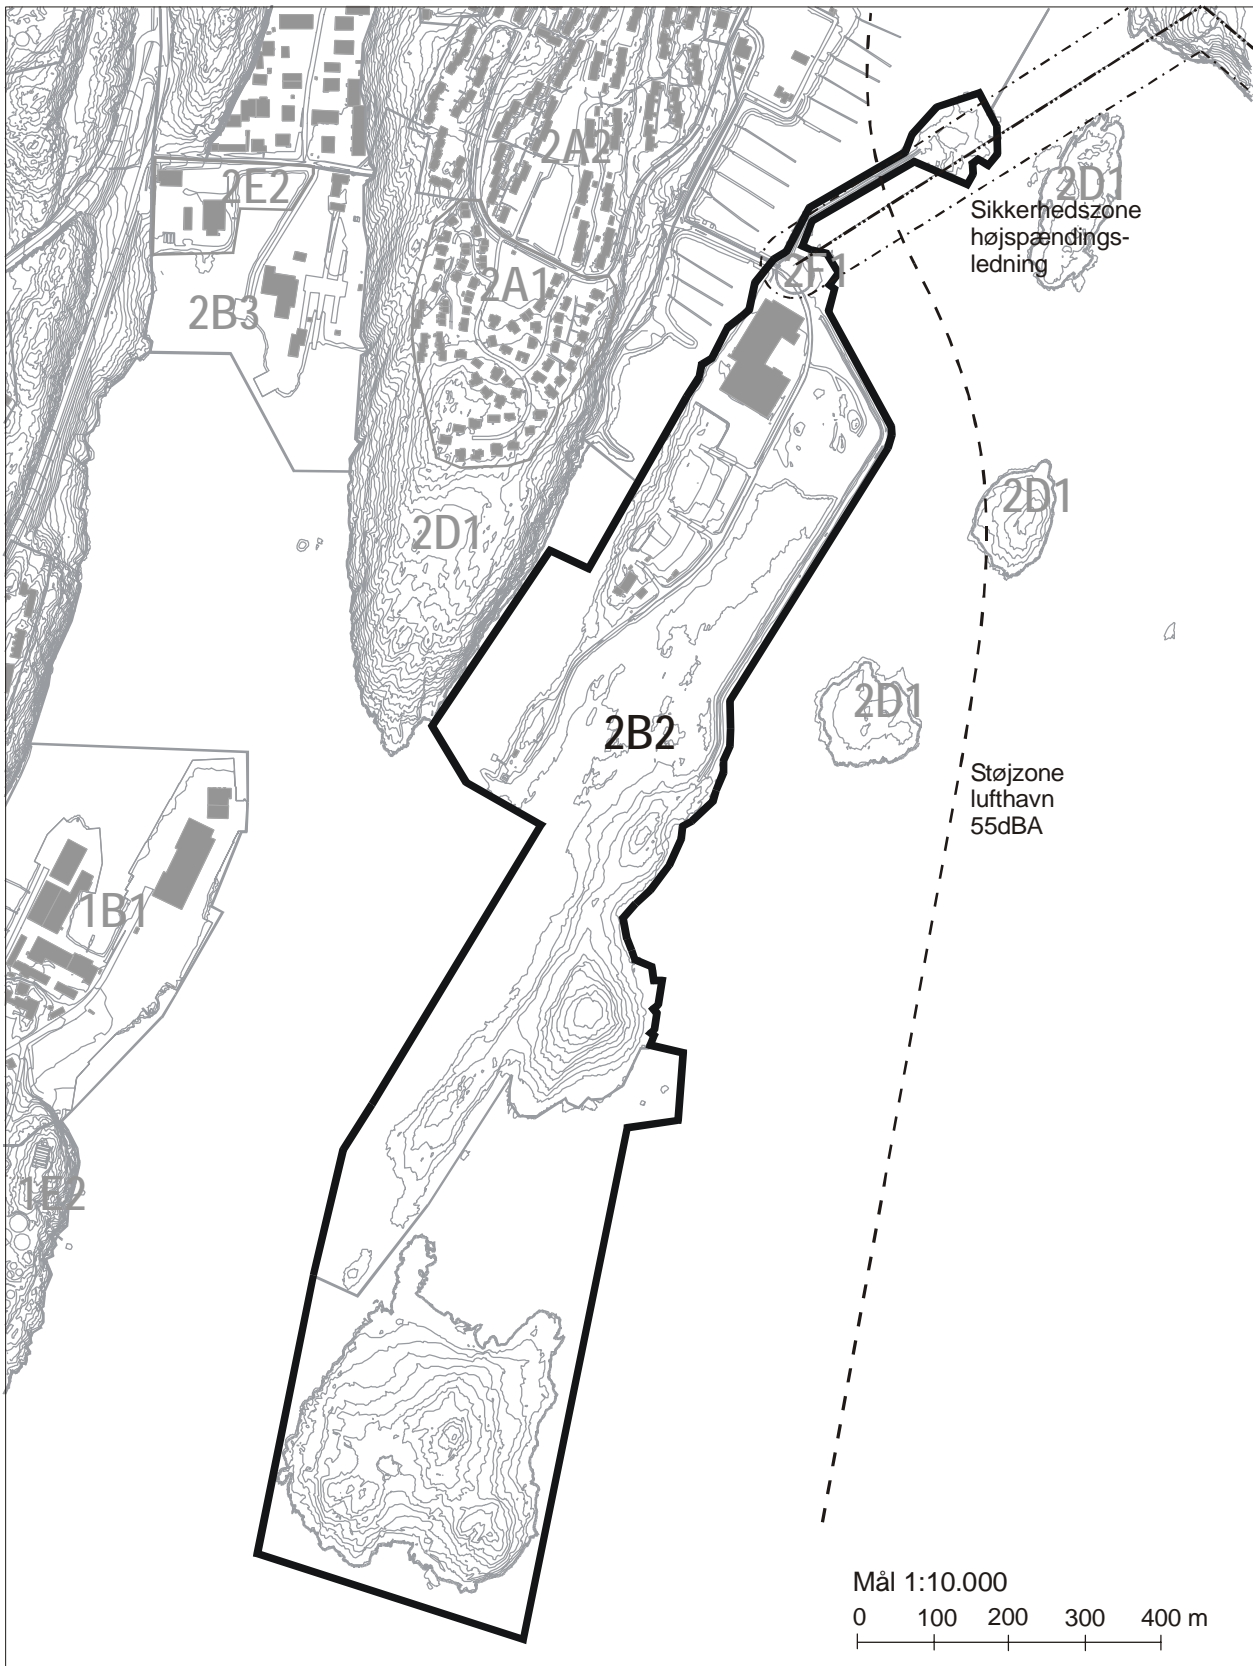 2A2
2E2
2D1
Sikkerhedszone
højspændings-
ledning
2F1
2A1
2B3
2D1
2D1
2D1
2B2
Støjzone
lufthavn
55dBA
1B1
1E2
Mål 1:10.000
0 100 200 300 400 m